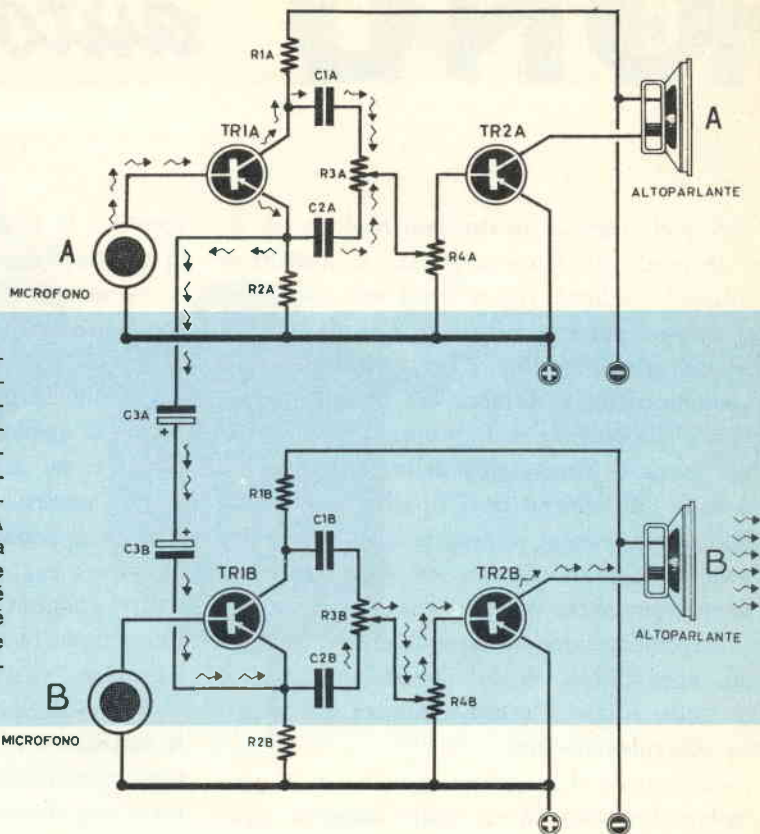 R1A
C1A
TR1A
TR2A
A
R3A
ALTOPARLANTE
A
C2A
R4A
MICROFONO
R2A
+
−
C3A
+
R1B
C1B
+
C3B
TR1B
TR2B
B
R3B
ALTOPARLANTE
C2B
B
R4B
MICROFONO
R2B
+
−